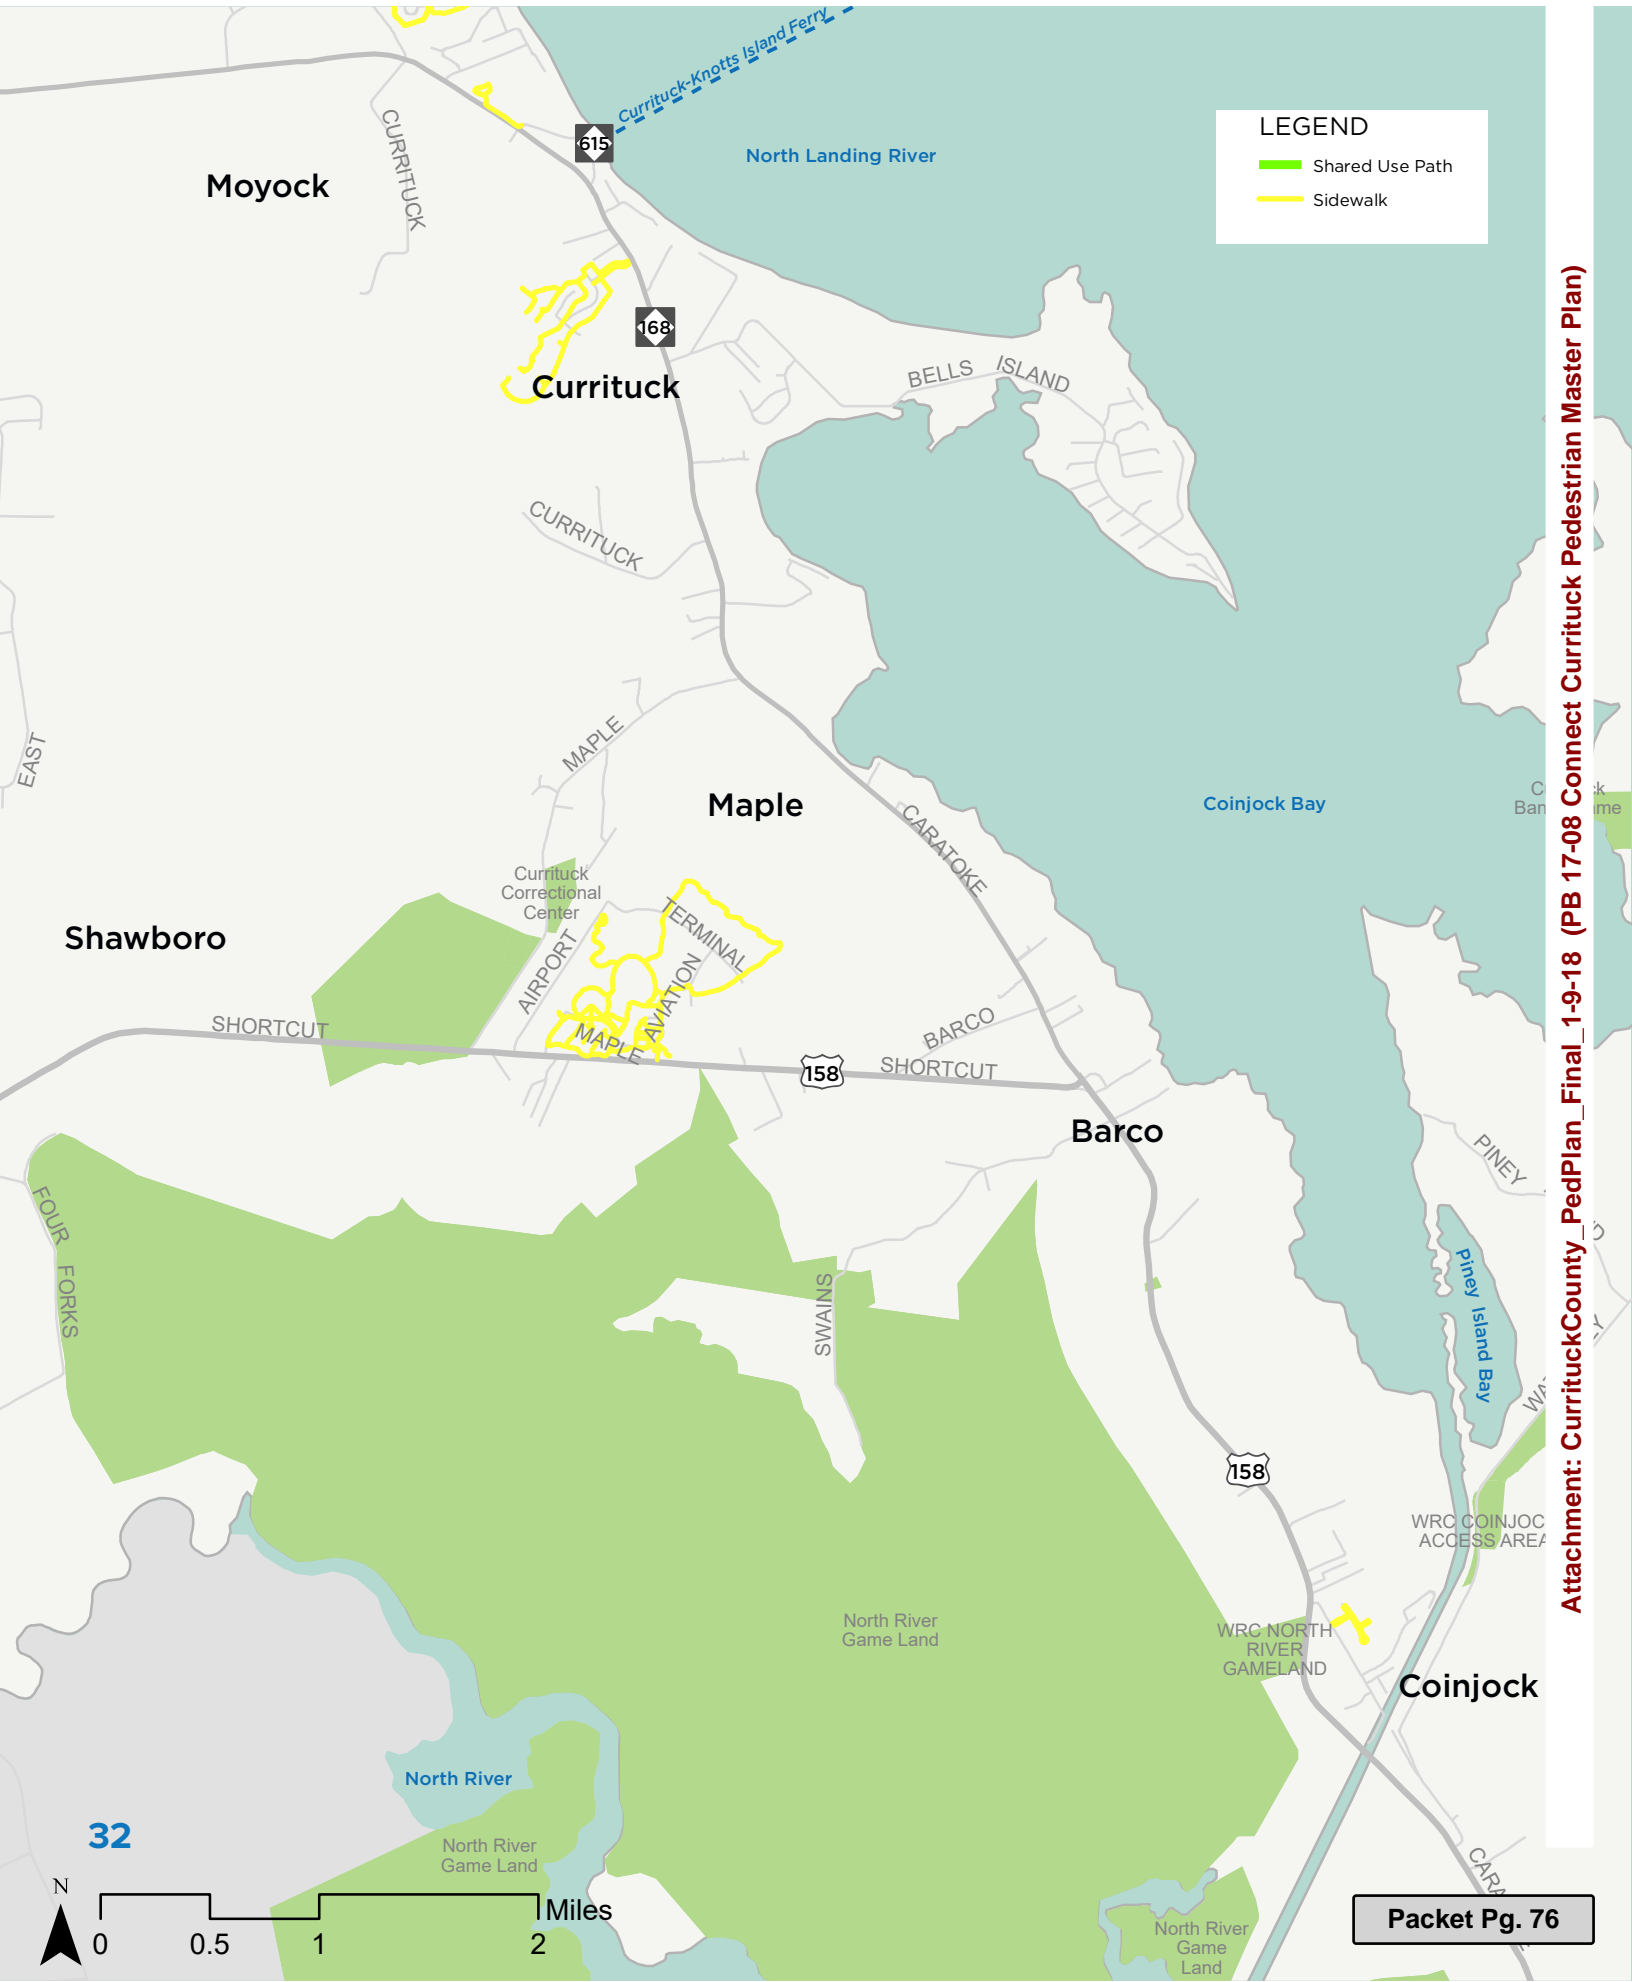 Currituck-Knotts Island Ferry
615
North Landing River
LEGEND
Shared Use Path
Sidewalk
CURRITUCK
Moyock
168
Currituck
BELLS ISLAND
CURRITUCK
EAST
MAPLE
Maple
CARATOKE
Coinjock Bay
Currituck
Correctional
Center
Shawboro
TERMINAL
AIRPORT
AVIATION
MAPLE
SHORTCUT
BARCO
158
SHORTCUT
Barco
PINEY
FOUR FORKS
SWAINS
Piney Island Bay
158
ACCESS AREA
North River
Game Land
WRC NORTH
RIVER
GAMELAND
Coinjock
North River
32
North River
Game Land
North River
Game
Land
N
0 0.5 1 2
Miles
Attachment: CurrituckCounty_PedPlan_Final_1-9-18 (PB 17-08 Connect Currituck Pedestrian Master Plan)
Packet Pg. 76